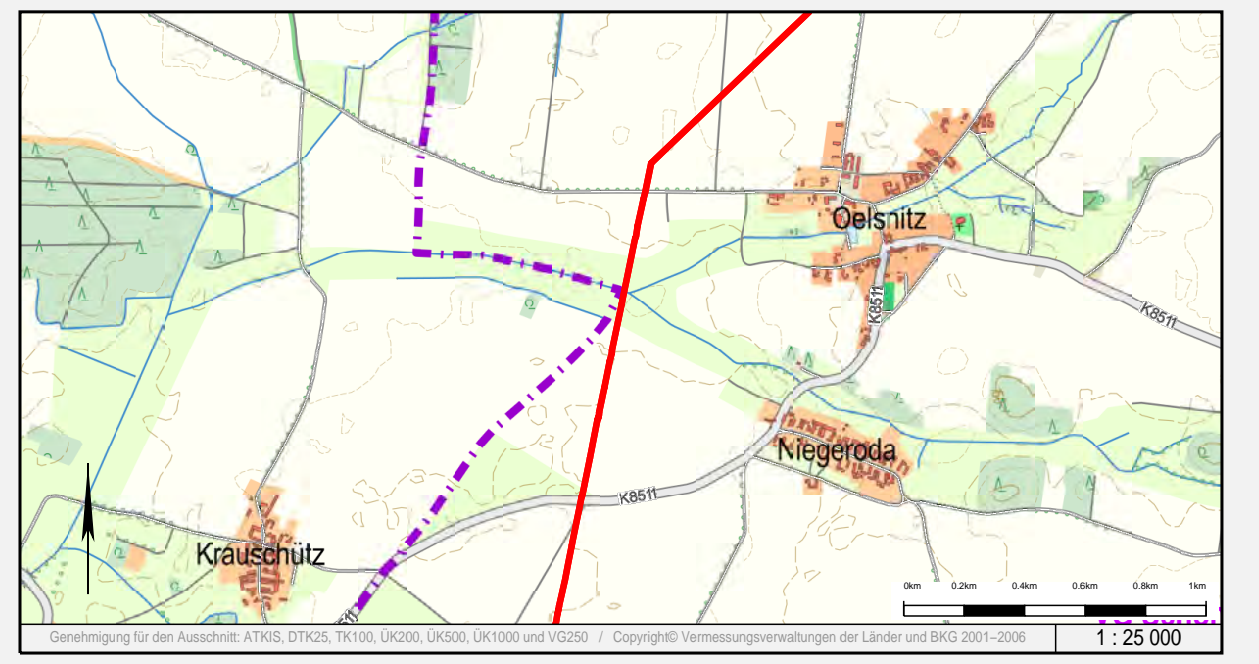 Oelsnitz
K8511
K8511
Niegeroda
K8511
Krauschütz
511
0km 0.2km 0.4km 0.6km 0.8km 1km
Genehmigung für den Ausschnitt: ATKIS, DTK25, TK100, ÜK200, ÜK500, ÜK1000 und VG250 / Copyright© Vermessungsverwaltungen der Länder und BKG 2001–2006
1 : 25 000